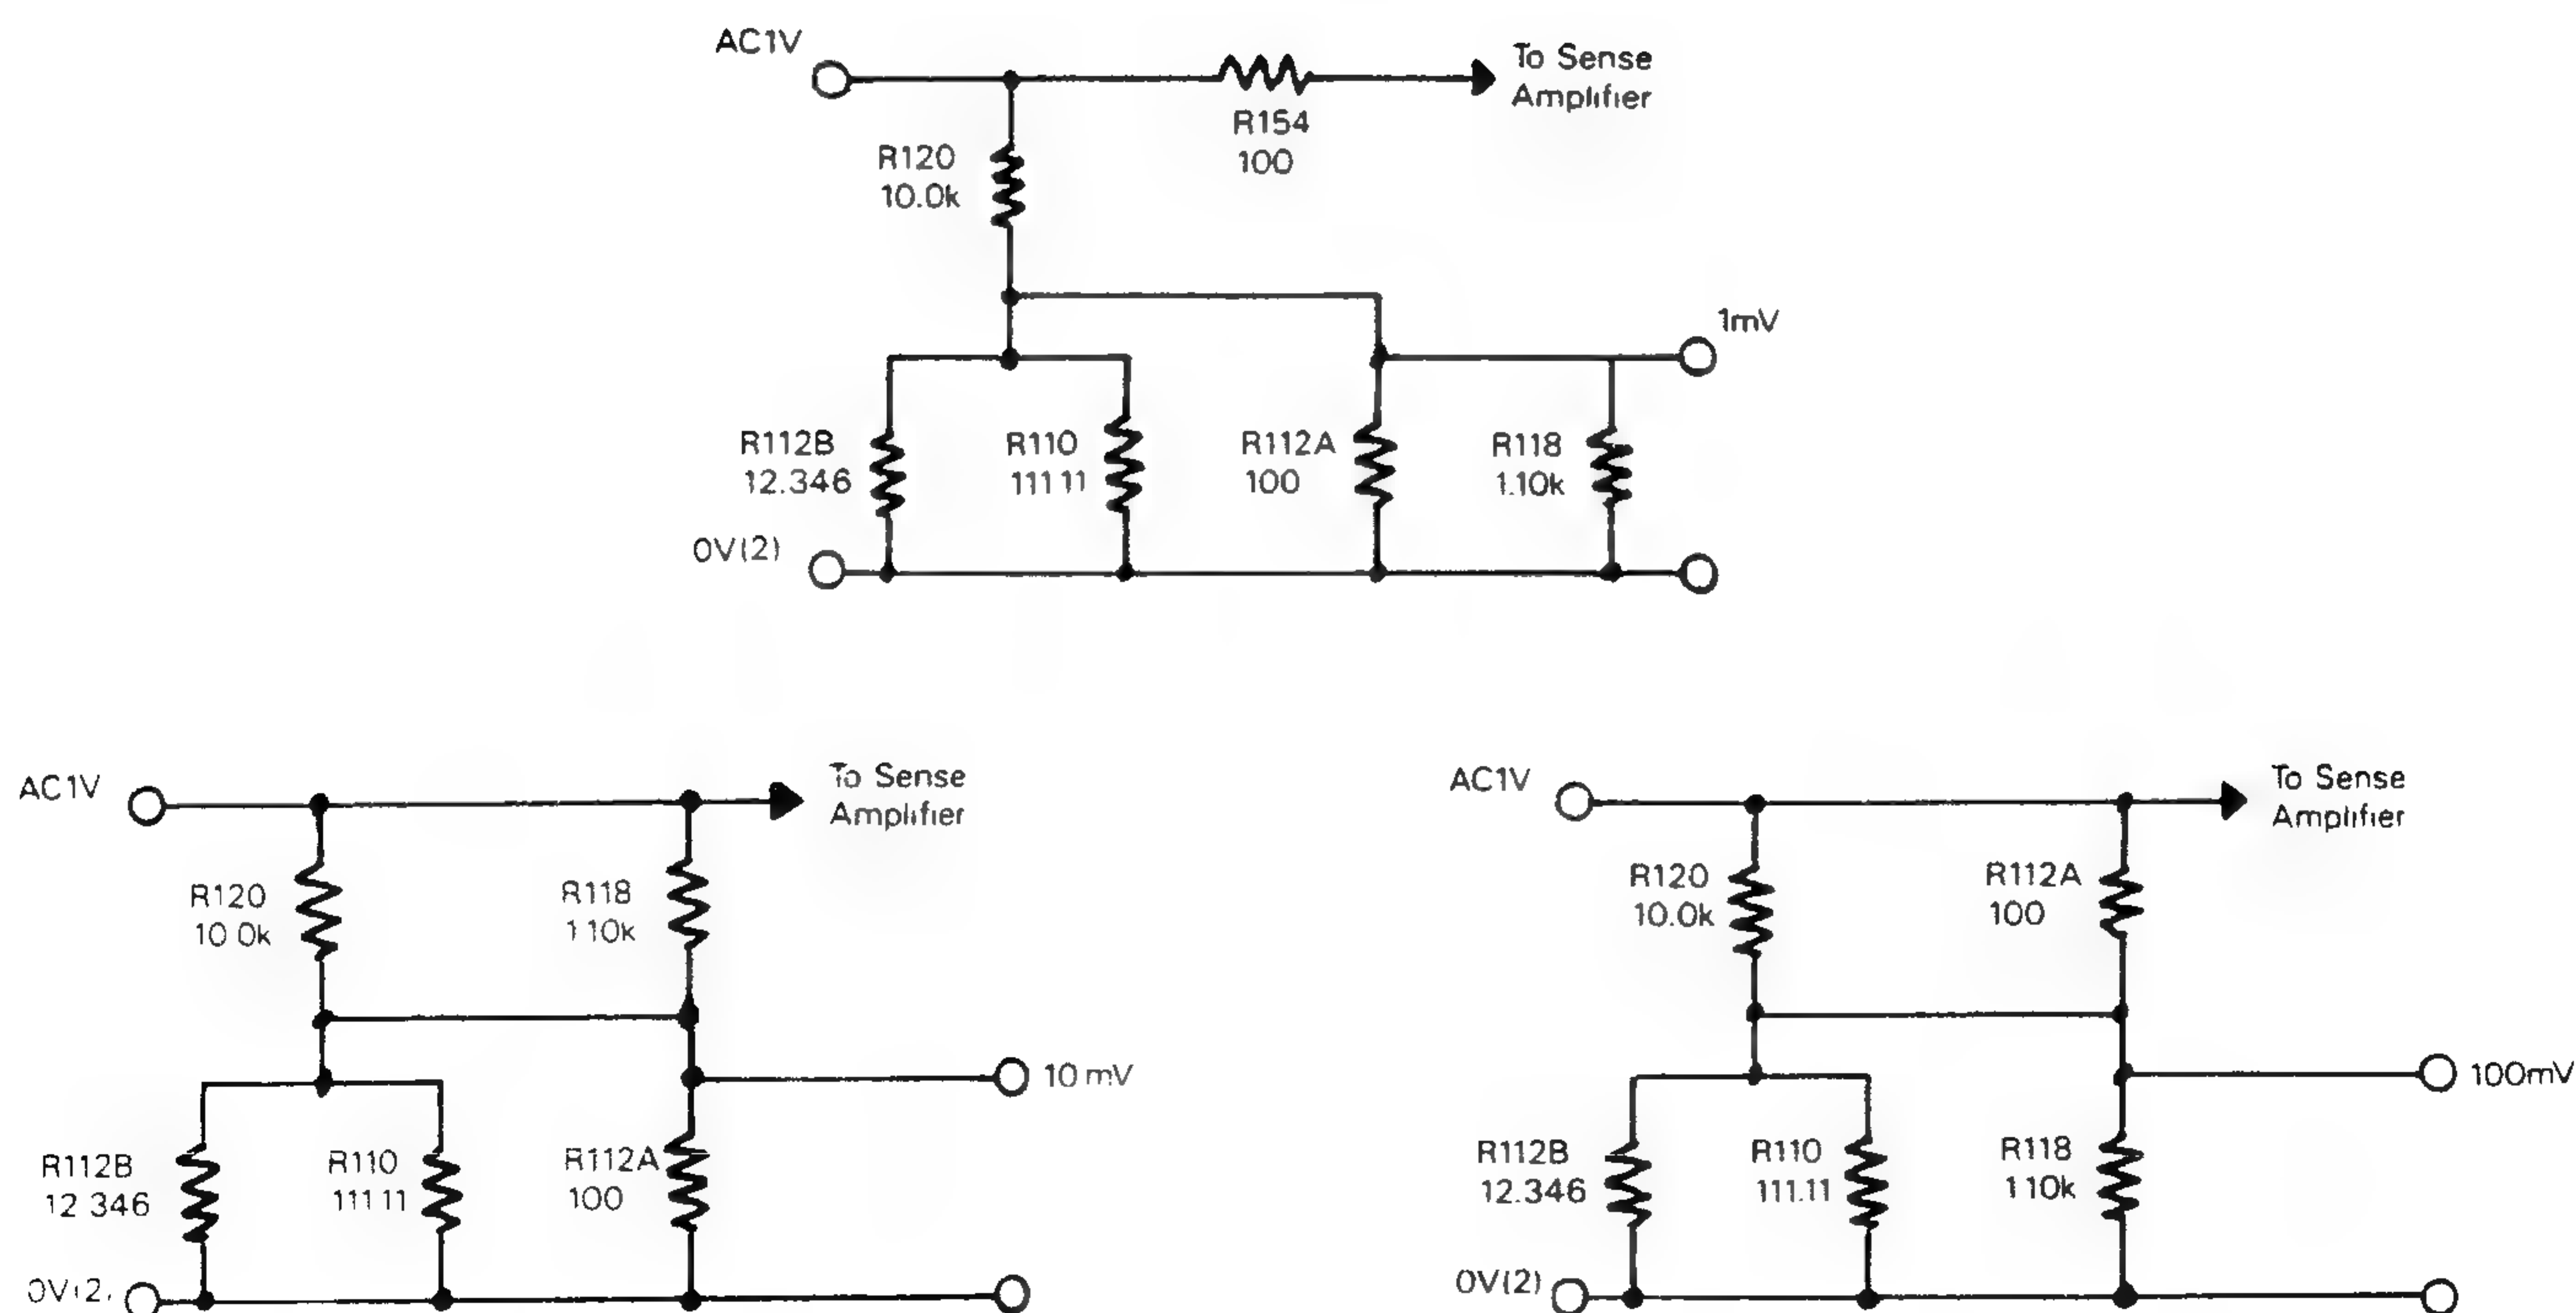 AC1V
To Sense
Amplifier
R154
100
R120
10.0k
1mV
R112B
12.346
R110
111 11
R112A
100
R118
1.10k
0V(2)
AC1V
To Sense
Amplifier
R120
10 0k
R118
1 10k
10 mV
R112B
12 346
R110
111 11
R112A
100
0V(2)
AC1V
To Sense
Amplifier
R120
10.0k
R112A
100
100mV
R112B
12.346
R110
111.11
R118
1 10k
0V(2)